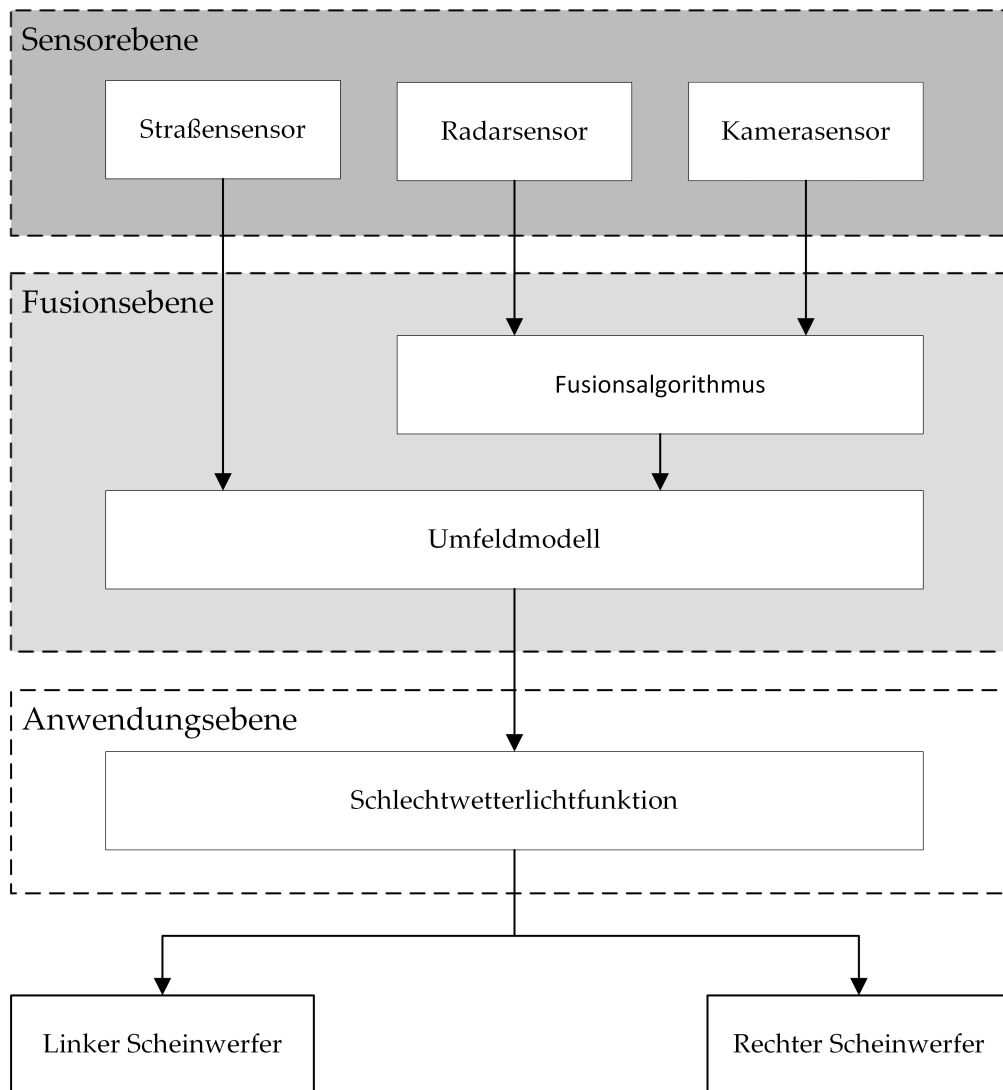 Sensorebene
Straßensensor
Radarsensor
Kamerasensor
Fusionsebene
Fusionsalgorithmus
Umfeldmodell
Anwendungsebene
Schlechtwetterlichtfunktion
Linker Scheinwerfer
Rechter Scheinwerfer